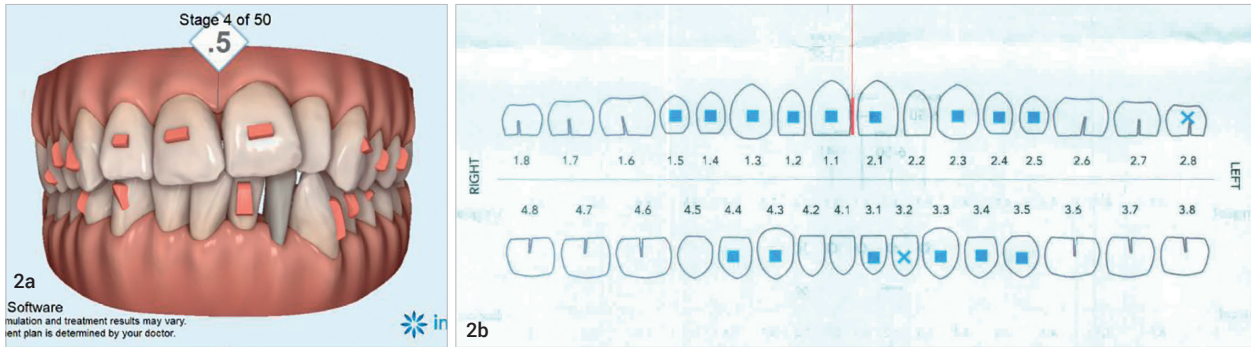 Stage 4 of 50
.5
2a
Software
mulation and treatment results may vary.
ent plan is determined by your doctor.
in
RIGHT
1.8 1.7 1.6 1.5 1.4 1.3 1.2 1.1 2.1 2.2 2.3 2.4 2.5 2.6 2.7 2.8
LEFT
4.8 4.7 4.6 4.5 4.4 4.3 4.2 4.1 3.1 3.2 3.3 3.4 3.5 3.6 3.7 3.8
2b